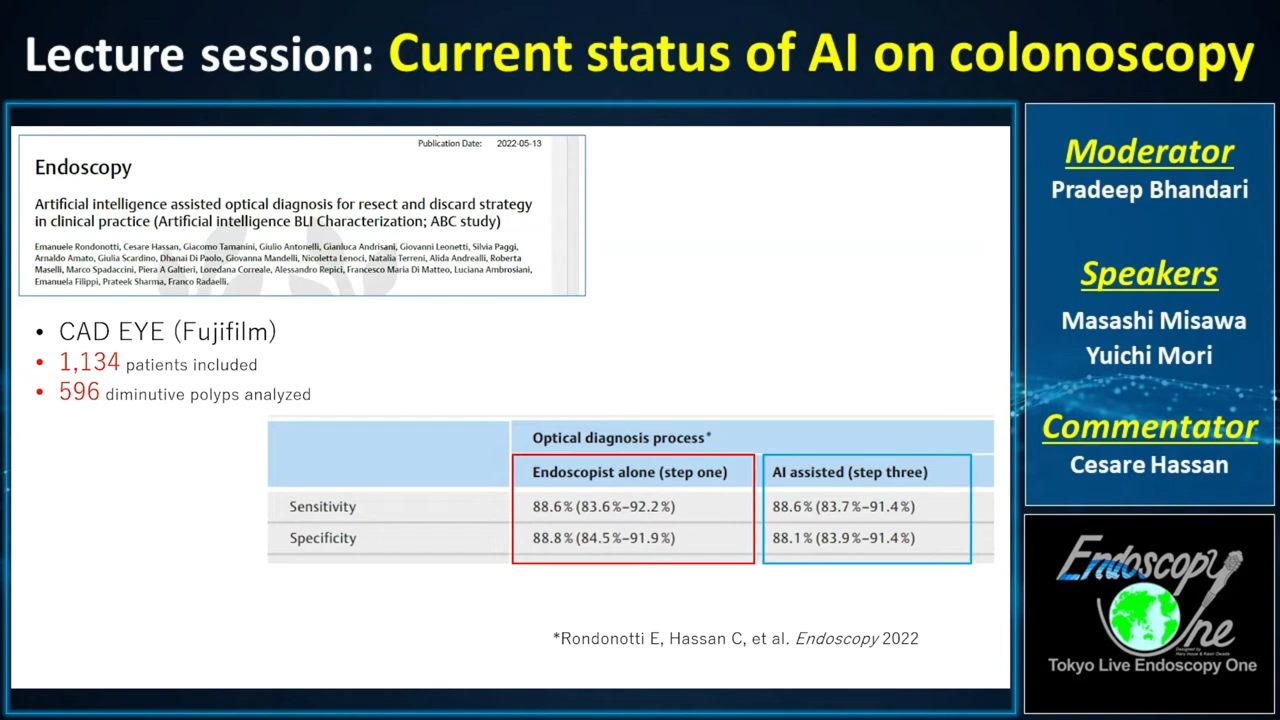 Lecture session: Current status of AI on colonoscopy
Publication Date: 2022-05-13
Endoscopy
Artificial intelligence assisted optical diagnosis for resect and discard strategy
in clinical practice (Artificial intelligence BLI Characterization; ABC study)
Emanuele Rondonotti, Cesare Hassan, Giacomo Tamanini, Giulio Antonelli, Gianluca Andrisani, Giovanni Leonetti, Silvia Paggi,
Arnaldo Amato, Giulia Scardino, Dhanai Di Paolo, Giovanna Mandelli, Nicoletta Lenoci, Natalia Terreni, Alida Andrealli, Roberta
Maselli, Marco Spadaccini, Piera A Galtieri, Loredana Correale, Alessandro Repici, Francesco Maria Di Matteo, Luciana Ambrosiani,
Emanuela Filippi, Prateek Sharma, Franco Radaelli.
• CAD EYE (Fujifilm)
• 1,134 patients included
• 596 diminutive polyps analyzed
Optical diagnosis process*
Endoscopist alone (step one) AI assisted (step three)
Sensitivity 88.6% (83.6%–92.2%) 88.6% (83.7%–91.4%)
Specificity 88.8% (84.5%–91.9%) 88.1% (83.9%–91.4%)
*Rondonotti E, Hassan C, et al. Endoscopy 2022
Moderator
Pradeep Bhandari
Speakers
Masashi Misawa
Yuichi Mori
Commentator
Cesare Hassan
Endoscopy
One
Tokyo Live Endoscopy One